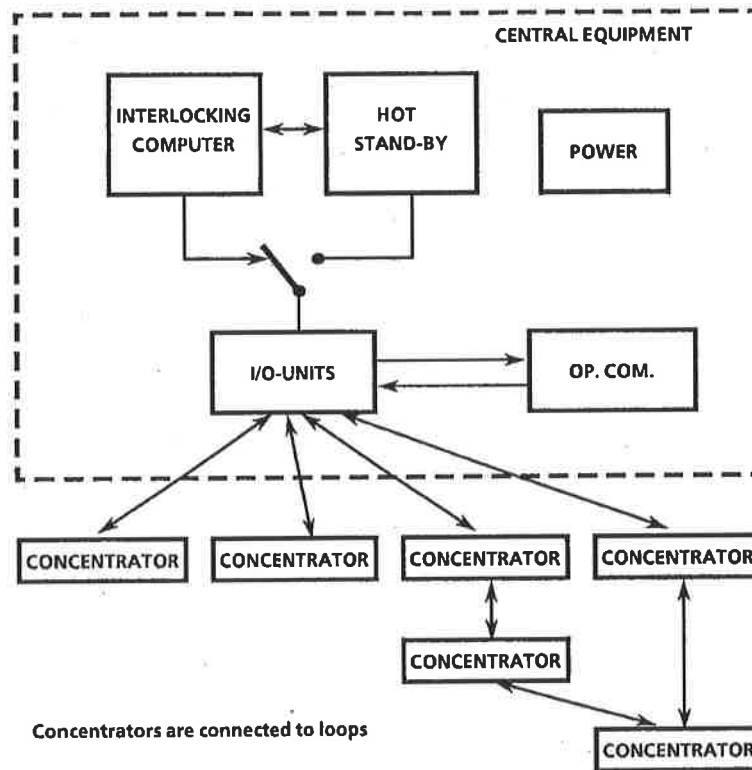 CENTRAL EQUIPMENT
INTERLOCKING
COMPUTER
HOT
STAND-BY
POWER
I/O-UNITS
OP. COM.
CONCENTRATOR
CONCENTRATOR
CONCENTRATOR
CONCENTRATOR
CONCENTRATOR
Concentrators are connected to loops
CONCENTRATOR